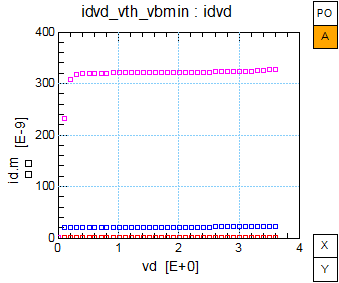 idvd_vth_vbmin : idvd
PO
A
400
300
200
100
0
id.m [E-9]
0 1 2 3 4
vd [E+0]
X
Y